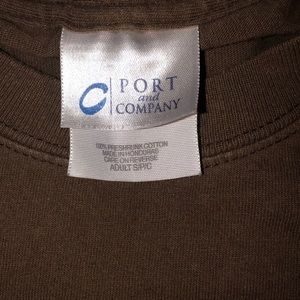 PORT
and
COMPANY
100% PRESHRUNK COTTON
MADE IN HONDURAS
CARE ON REVERSE
ADULT S/P/C